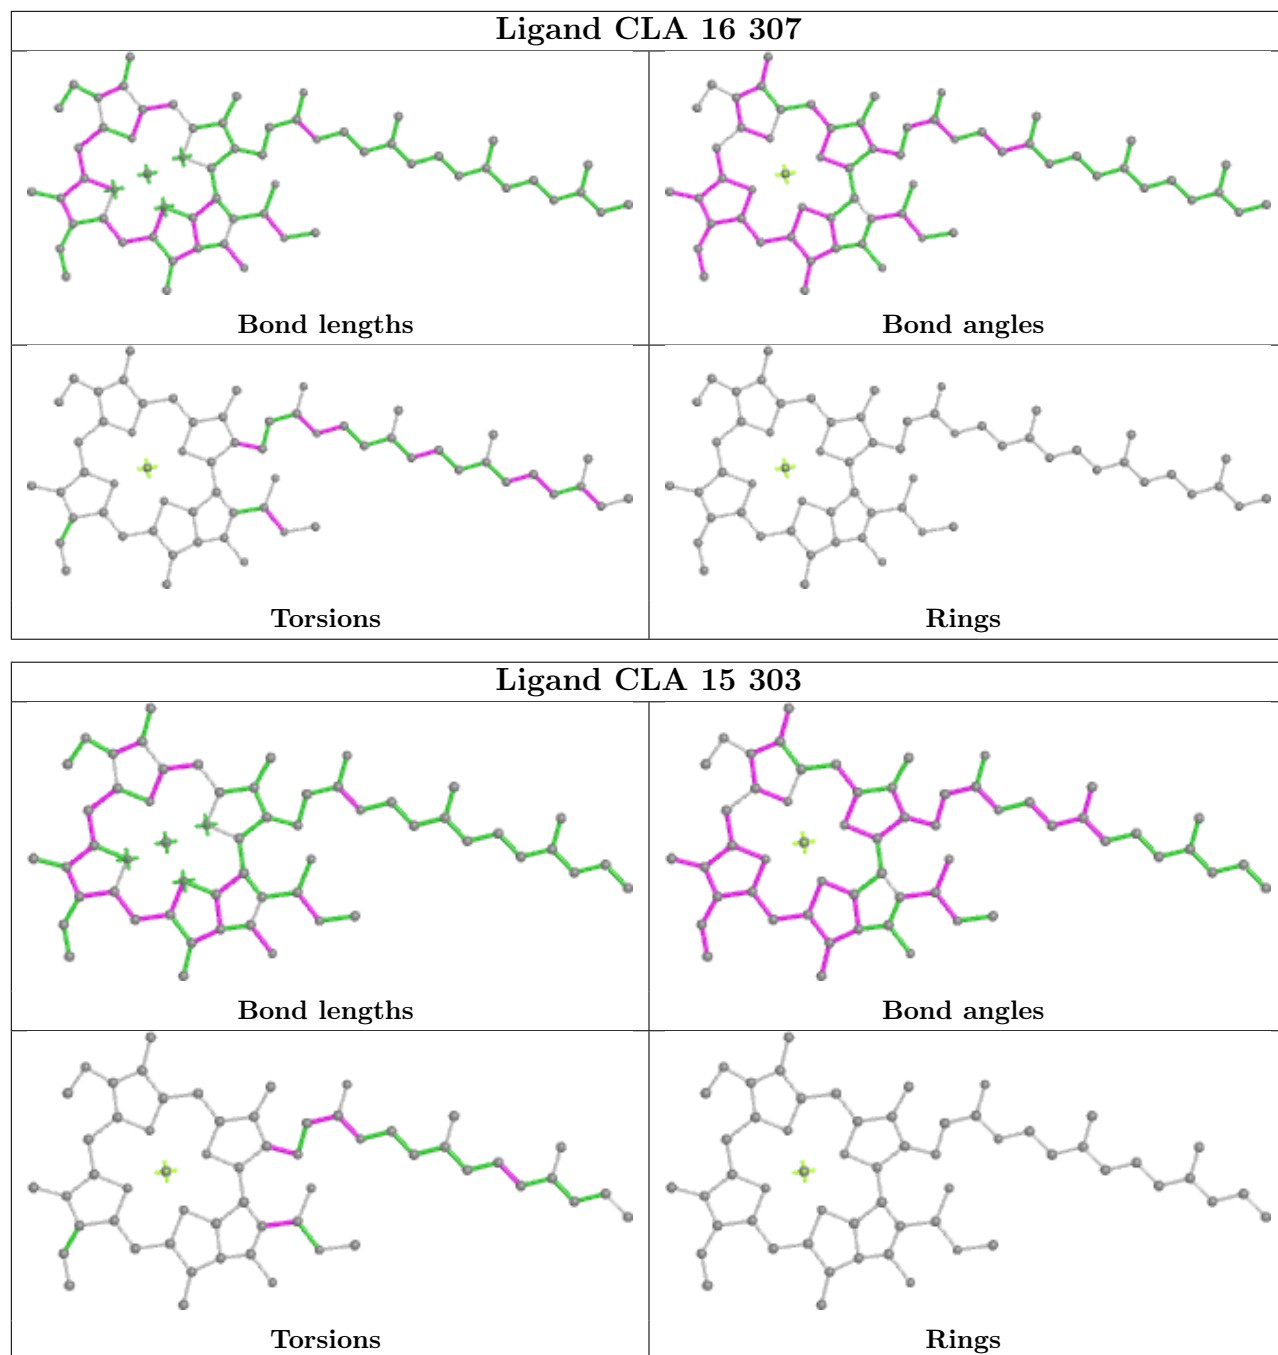 Ligand CLA 16 307
Bond lengths
Bond angles
Torsions
Rings
Ligand CLA 15 303
Bond lengths
Bond angles
Torsions
Rings